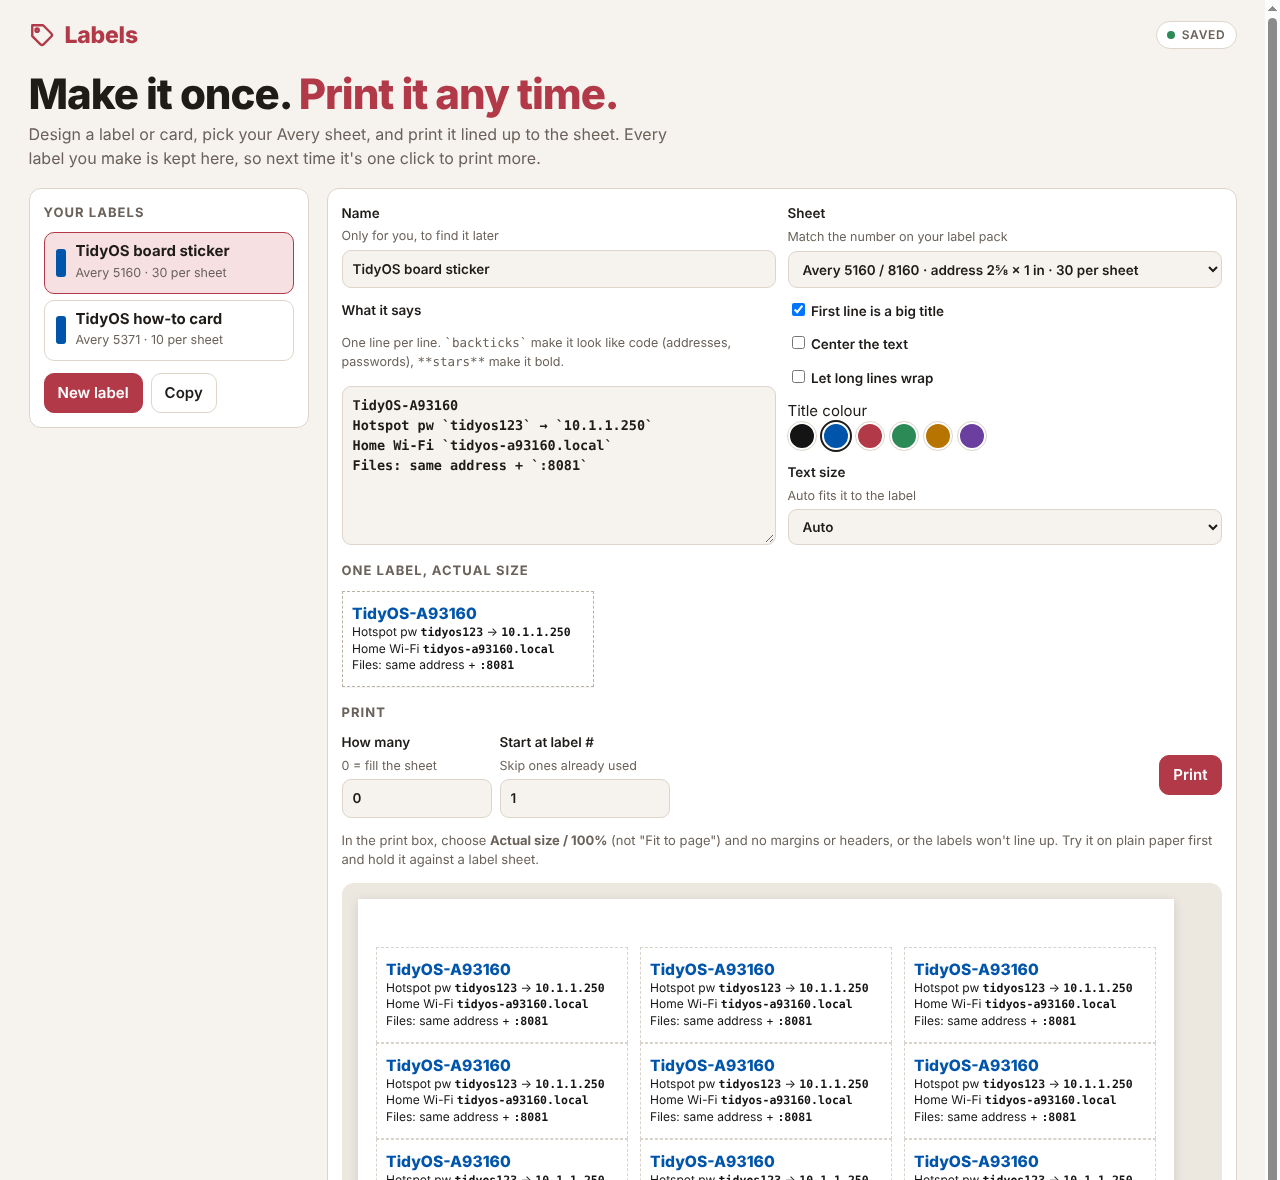 Labels
SAVED
Make it once. Print it any time.
Design a label or card, pick your Avery sheet, and print it lined up to the sheet. Every
label you make is kept here, so next time it's one click to print more.
YOUR LABELS
TidyOS board sticker
Avery 5160 · 30 per sheet
TidyOS how-to card
Avery 5371 · 10 per sheet
New label
Copy
Name
Only for you, to find it later
TidyOS board sticker
Sheet
Match the number on your label pack
Avery 5160 / 8160 · address 2⅝ × 1 in · 30 per sheet
What it says
One line per line. `backticks` make it look like code (addresses,
passwords), **stars** make it bold.
TidyOS-A93160
Hotspot pw `tidyos123` → `10.1.1.250`
Home Wi-Fi `tidyos-a93160.local`
Files: same address + `:8081`
First line is a big title
Center the text
Let long lines wrap
Title colour
Text size
Auto fits it to the label
Auto
ONE LABEL, ACTUAL SIZE
TidyOS-A93160
Hotspot pw tidyos123 → 10.1.1.250
Home Wi-Fi tidyos-a93160.local
Files: same address + :8081
PRINT
How many
0 = fill the sheet
0
Start at label #
Skip ones already used
1
Print
In the print box, choose Actual size / 100% (not "Fit to page") and no margins or headers, or the labels won't line up. Try it on plain paper first
and hold it against a label sheet.
TidyOS-A93160 TidyOS-A93160 TidyOS-A93160
Hotspot pw tidyos123 → 10.1.1.250 Hotspot pw tidyos123 → 10.1.1.250 Hotspot pw tidyos123 → 10.1.1.250
Home Wi-Fi tidyos-a93160.local Home Wi-Fi tidyos-a93160.local Home Wi-Fi tidyos-a93160.local
Files: same address + :8081 Files: same address + :8081 Files: same address + :8081
TidyOS-A93160 TidyOS-A93160 TidyOS-A93160
Hotspot pw tidyos123 → 10.1.1.250 Hotspot pw tidyos123 → 10.1.1.250 Hotspot pw tidyos123 → 10.1.1.250
Home Wi-Fi tidyos-a93160.local Home Wi-Fi tidyos-a93160.local Home Wi-Fi tidyos-a93160.local
Files: same address + :8081 Files: same address + :8081 Files: same address + :8081
TidyOS-A93160 TidyOS-A93160 TidyOS-A93160